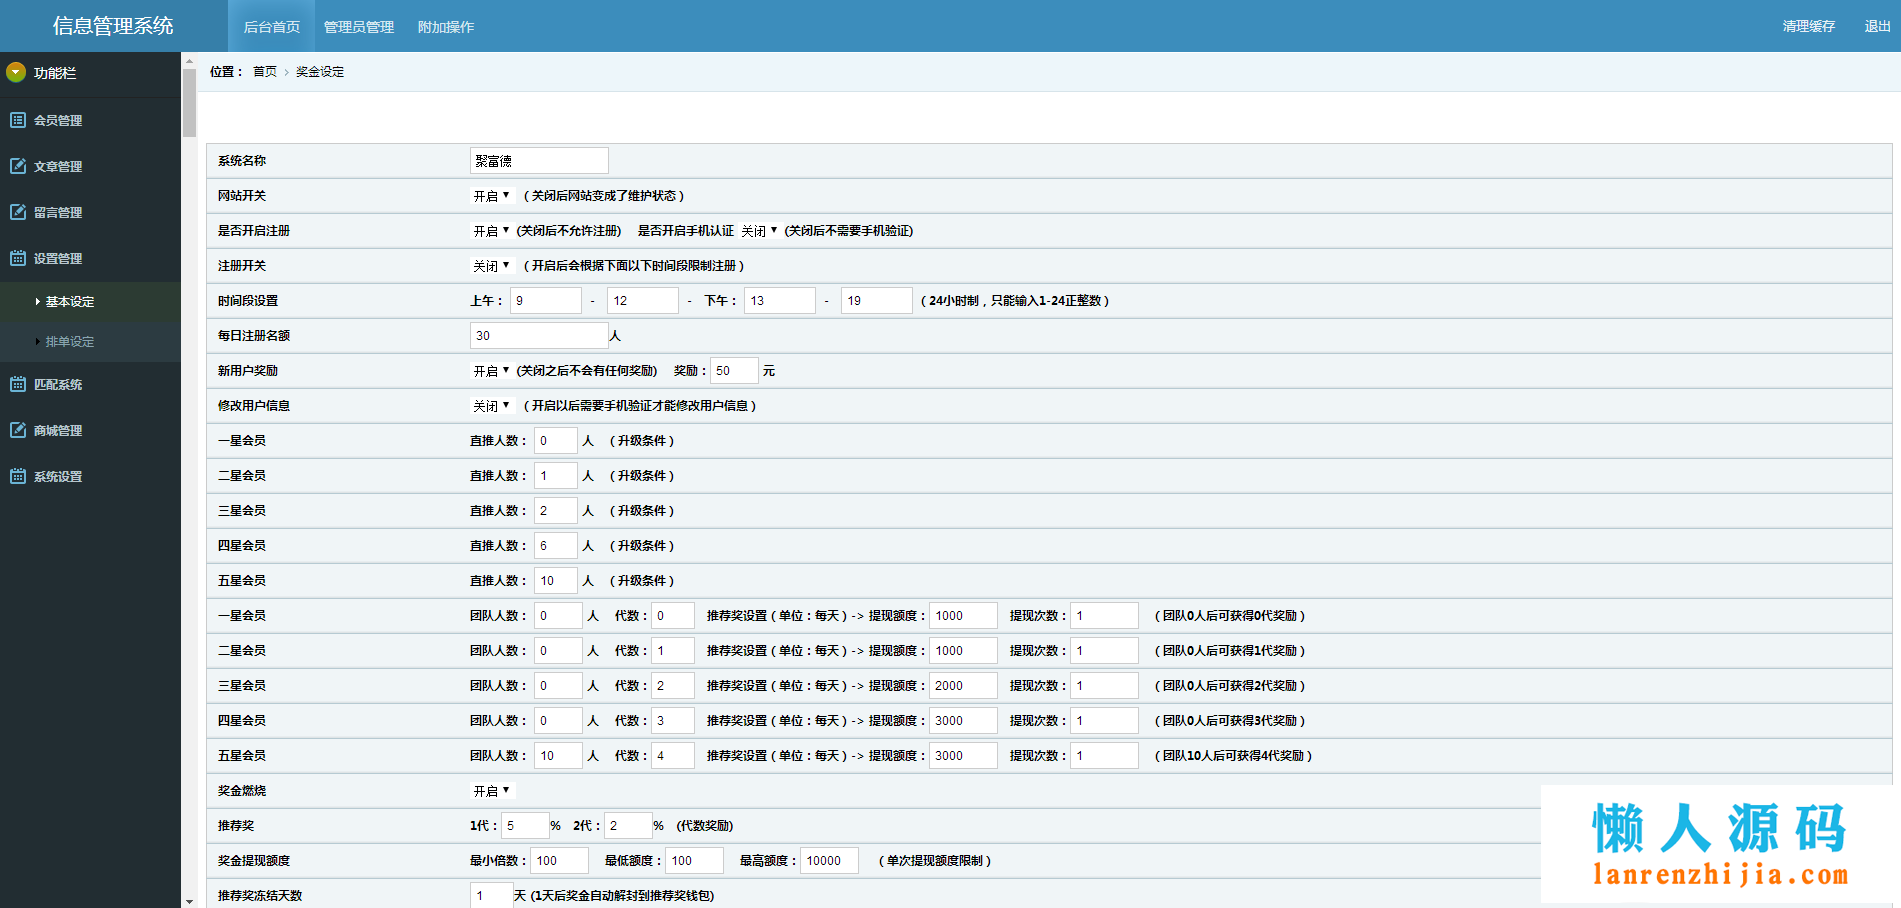 信息管理系统 后台首页 管理员管理 附加操作 清理缓存 退出
功能栏
会员管理
文章管理
留言管理
设置管理
基本设定
排单设定
匹配系统
商城管理
系统设置
位置： 首页 › 奖金设定
系统名称 聚富德
网站开关 开启 （关闭后网站变成了维护状态）
是否开启注册 开启 (关闭后不允许注册) 是否开启手机认证 关闭 (关闭后不需要手机验证)
注册开关 关闭 （开启后会根据下面以下时间段限制注册）
时间段设置 上午： 9 - 12 - 下午： 13 - 19 （24小时制，只能输入1-24正整数）
每日注册名额 30 人
新用户奖励 开启 (关闭之后不会有任何奖励) 奖励： 50 元
修改用户信息 关闭 （开启以后需要手机验证才能修改用户信息）
一星会员 直推人数： 0 人 （升级条件）
二星会员 直推人数： 1 人 （升级条件）
三星会员 直推人数： 2 人 （升级条件）
四星会员 直推人数： 6 人 （升级条件）
五星会员 直推人数： 10 人 （升级条件）
一星会员 团队人数： 0 人 代数： 0 推荐奖设置（单位：每天）-> 提现额度： 1000 提现次数： 1 （团队0人后可获得0代奖励）
二星会员 团队人数： 0 人 代数： 1 推荐奖设置（单位：每天）-> 提现额度： 1000 提现次数： 1 （团队0人后可获得1代奖励）
三星会员 团队人数： 0 人 代数： 2 推荐奖设置（单位：每天）-> 提现额度： 2000 提现次数： 1 （团队0人后可获得2代奖励）
四星会员 团队人数： 0 人 代数： 3 推荐奖设置（单位：每天）-> 提现额度： 3000 提现次数： 1 （团队0人后可获得3代奖励）
五星会员 团队人数： 10 人 代数： 4 推荐奖设置（单位：每天）-> 提现额度： 3000 提现次数： 1 （团队10人后可获得4代奖励）
奖金燃烧 开启
推荐奖 1代： 5 % 2代： 2 % (代数奖励)
奖金提现额度 最小倍数： 100 最低额度： 100 最高额度： 10000 （单次提现额度限制）
推荐奖冻结天数 1 天 (1天后奖金自动解封到推荐奖钱包)
懒人源码
lanrenzhijia.com